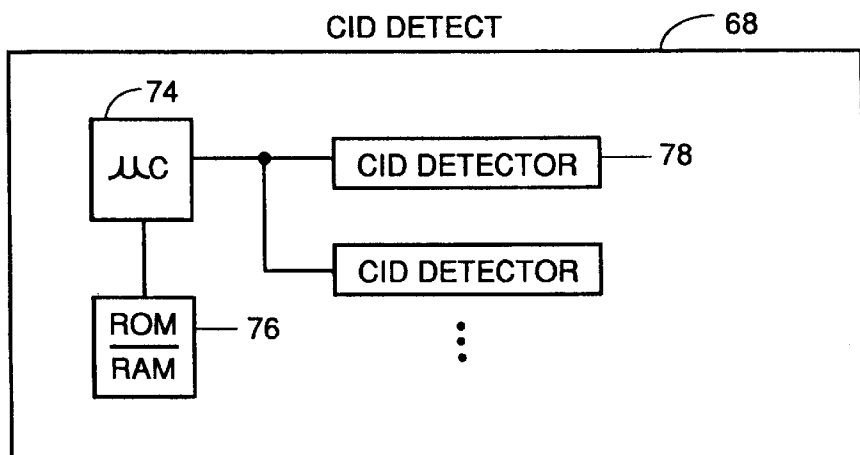 CID DETECT
68
74
μC
CID DETECTOR
78
CID DETECTOR
ROM
RAM
76